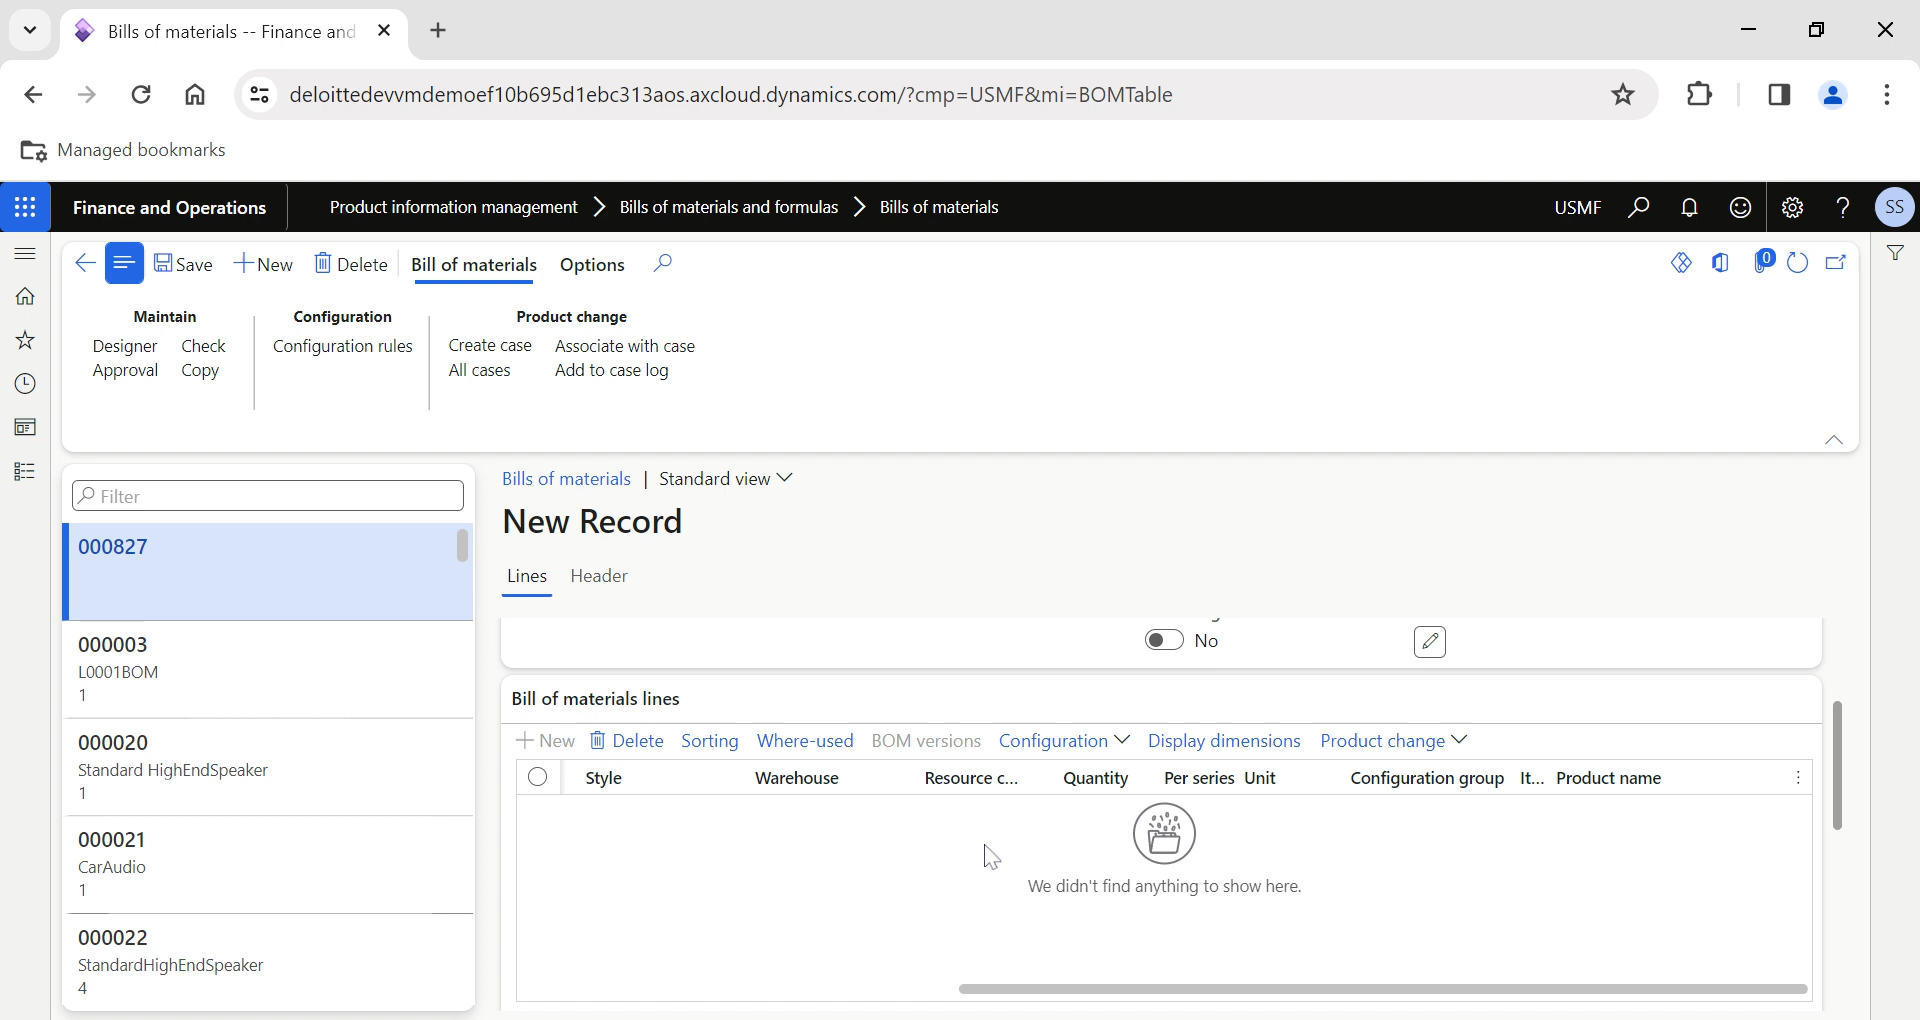 Bills of materials -- Finance and
deloittedevvmdemoef10b695d1ebc313aos.axcloud.dynamics.com/?cmp=USMF&mi=BOMTable
Managed bookmarks
Finance and Operations
Product information management > Bills of materials and formulas > Bills of materials
USMF
?
SS
Save
New
Delete
Bill of materials
Options
0
Maintain
Designer Check
Approval Copy
Configuration
Configuration rules
Product change
Create case Associate with case
All cases Add to case log
Filter
000827
000003
L0001BOM
1
000020
Standard HighEndSpeaker
1
000021
CarAudio
1
000022
StandardHighEndSpeaker
4
Bills of materials | Standard view
New Record
Lines Header
No
Bill of materials lines
New Delete Sorting Where-used BOM versions Configuration Display dimensions Product change
Style Warehouse Resource c... Quantity Per series Unit Configuration group It... Product name
We didn't find anything to show here.